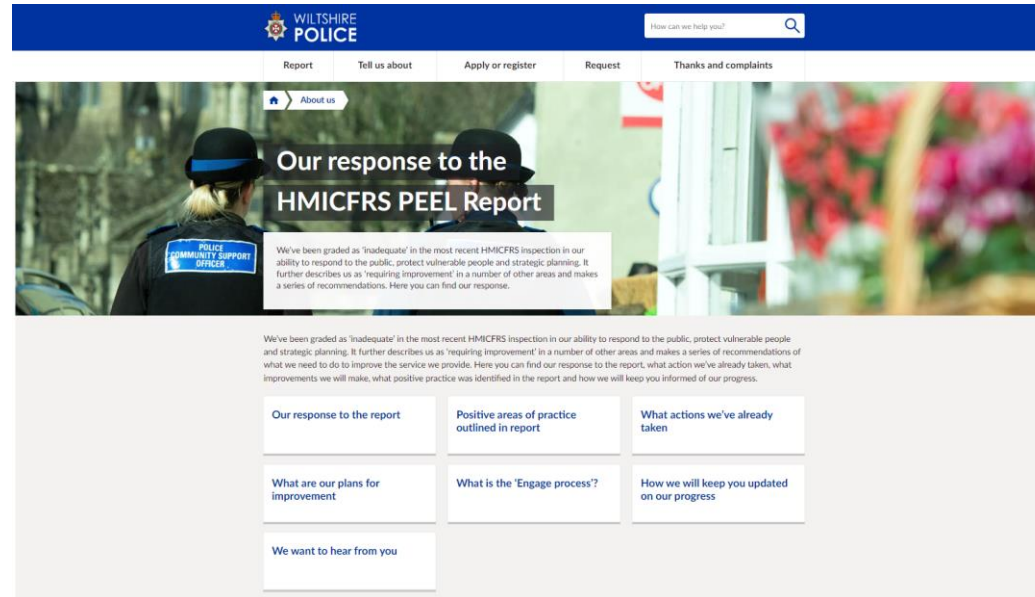 WILTSHIRE
POLICE
How can we help you?
Report Tell us about Apply or register Request Thanks and complaints
About us
Our response to the
HMICFRS PEEL Report
POLICE
COMMUNITY SUPPORT
OFFICER
We've been graded as 'inadequate' in the most recent HMICFRS inspection in our
ability to respond to the public, protect vulnerable people and strategic planning. It
further describes us as 'requiring improvement' in a number of other areas and makes
a series of recommendations. Here you can find our response.
We've been graded as 'inadequate' in the most recent HMICFRS inspection in our ability to respond to the public, protect vulnerable people
and strategic planning. It further describes us as 'requiring improvement' in a number of other areas and makes a series of recommendations of
what we need to do to improve the service we provide. Here you can find our response to the report, what action we've already taken, what
improvements we will make, what positive practice was identified in the report and how we will keep you informed of our progress.
Our response to the report
Positive areas of practice
outlined in report
What actions we've already
taken
What are our plans for
improvement
What is the 'Engage process'?
How we will keep you updated
on our progress
We want to hear from you